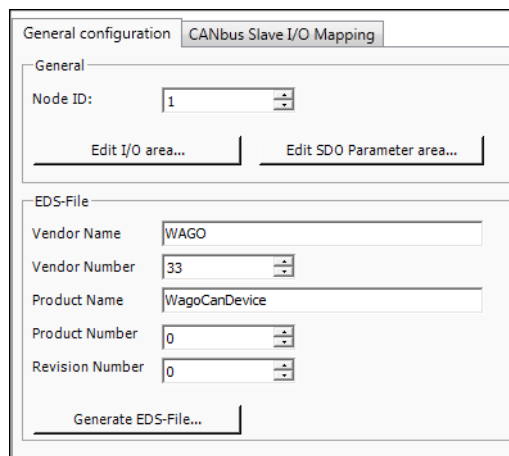 General configuration CANbus Slave I/O Mapping
General
Node ID: 1
Edit I/O area... Edit SDO Parameter area...
EDS-File
Vendor Name WAGO
Vendor Number 33
Product Name WagoCanDevice
Product Number 0
Revision Number 0
Generate EDS-File...